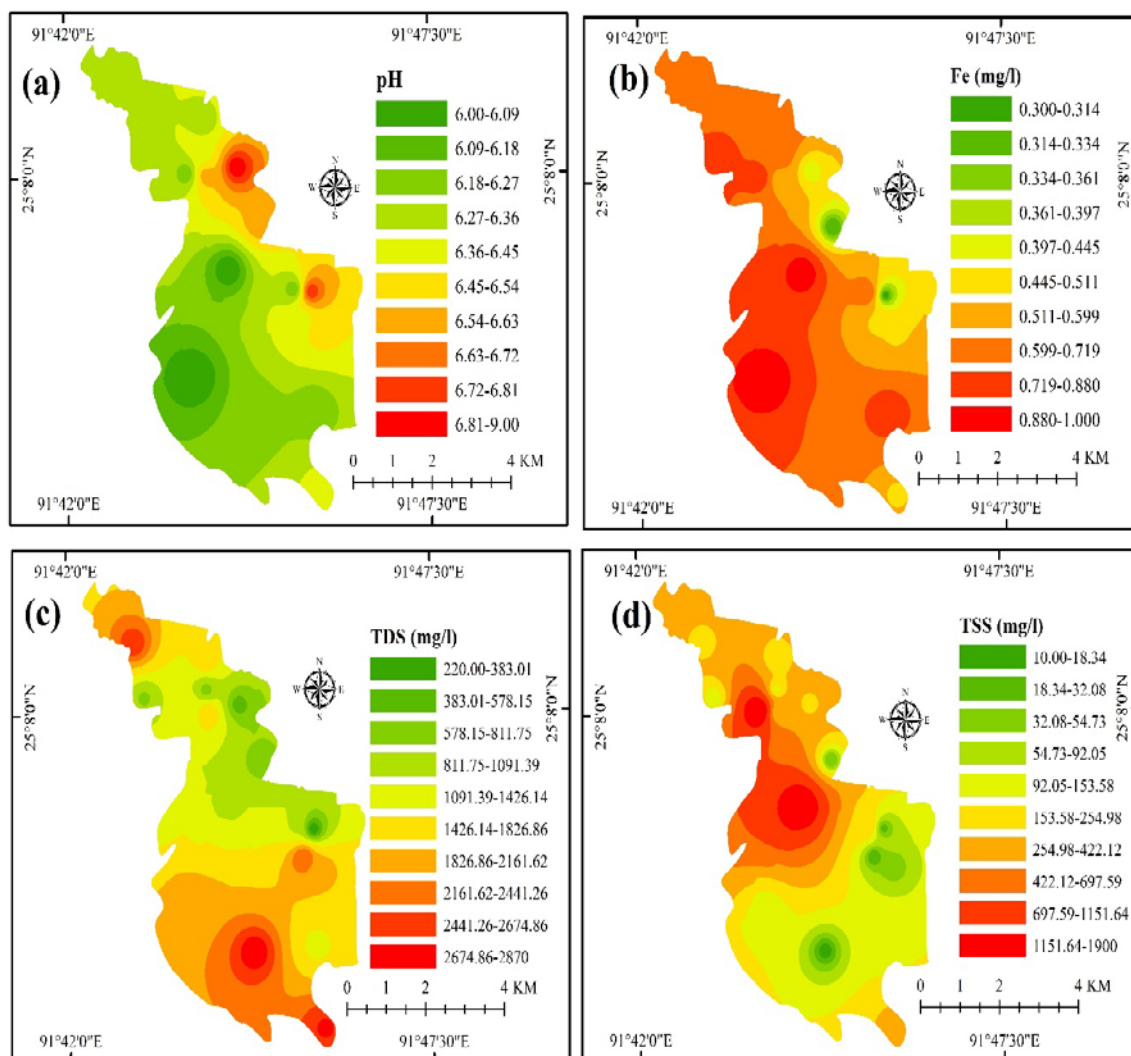 91°42'0"E 91°47'30"E
(a)
pH
6.00-6.09
6.09-6.18
6.18-6.27
6.27-6.36
6.36-6.45
6.45-6.54
6.54-6.63
6.63-6.72
6.72-6.81
6.81-9.00
N
W E
S
25°8'0"N 25°8'0"N
0 1 2 4 KM
91°42'0"E 91°47'30"E
91°42'0"E 91°47'30"E
(b)
Fe (mg/l)
0.300-0.314
0.314-0.334
0.334-0.361
0.361-0.397
0.397-0.445
0.445-0.511
0.511-0.599
0.599-0.719
0.719-0.880
0.880-1.000
N
W E
S
25°8'0"N 25°8'0"N
0 1 2 4 KM
91°42'0"E 91°47'30"E
91°42'0"E 91°47'30"E
(c)
TDS (mg/l)
220.00-383.01
383.01-578.15
578.15-811.75
811.75-1091.39
1091.39-1426.14
1426.14-1826.86
1826.86-2161.62
2161.62-2441.26
2441.26-2674.86
2674.86-2870
N
W E
S
25°8'0"N 25°8'0"N
0 1 2 4 KM
91°42'0"E 91°47'30"E
91°42'0"E 91°47'30"E
(d)
TSS (mg/l)
10.00-18.34
18.34-32.08
32.08-54.73
54.73-92.05
92.05-153.58
153.58-254.98
254.98-422.12
422.12-697.59
697.59-1151.64
1151.64-1900
N
W E
S
25°8'0"N 25°8'0"N
0 1 2 4 KM
91°42'0"E 91°47'30"E